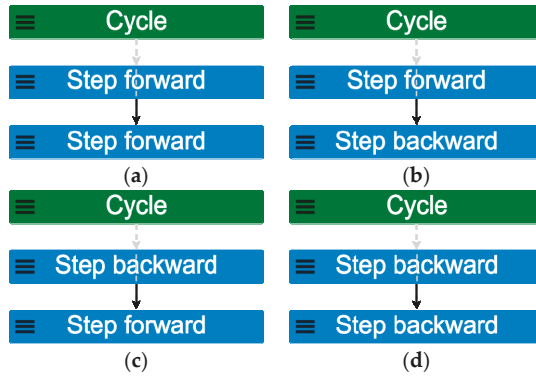 Cycle
Step forward
Step forward
(a)
Cycle
Step forward
Step backward
(b)
Cycle
Step backward
Step forward
(c)
Cycle
Step backward
Step backward
(d)